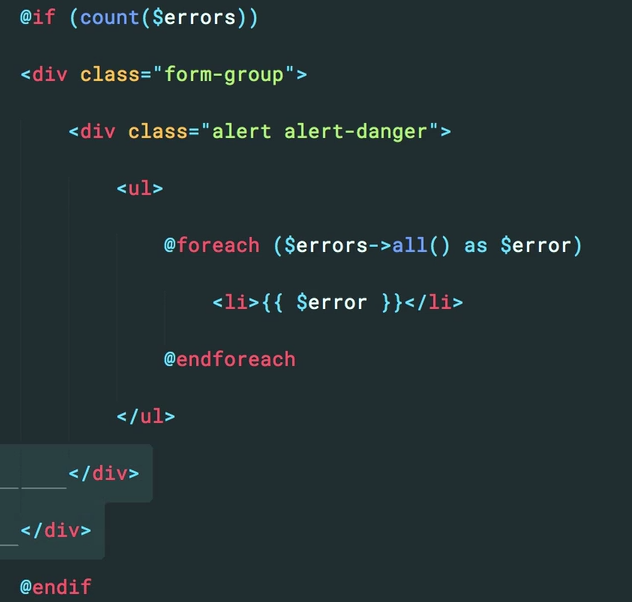 @if (count($errors))
<div class="form-group">
<div class="alert alert-danger">
<ul>
@foreach ($errors->all() as $error)
<li>{{ $error }}</li>
@endforeach
</ul>
</div>
</div>
@endif